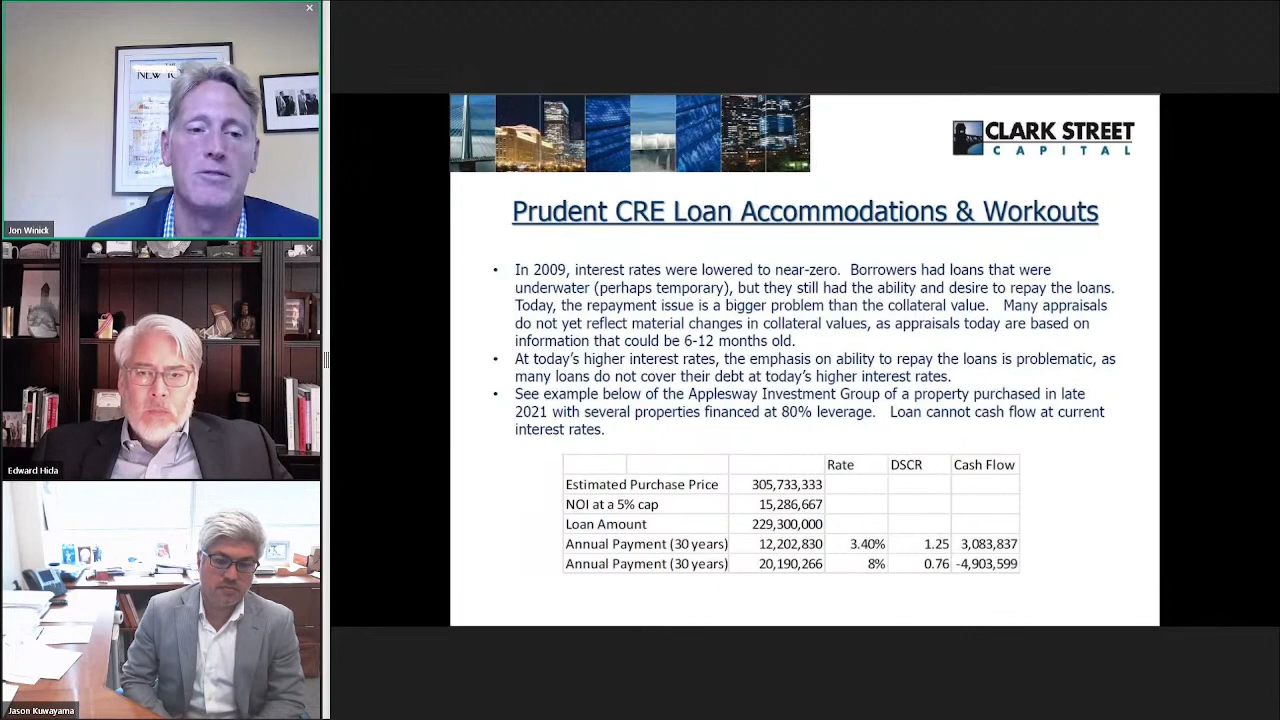 NEW YO
Jon Winick
Edward Hida
Jason Kuwayama
CLARK STREET
CAPITAL
Prudent CRE Loan Accommodations & Workouts
• In 2009, interest rates were lowered to near-zero. Borrowers had loans that were
underwater (perhaps temporary), but they still had the ability and desire to repay the loans.
Today, the repayment issue is a bigger problem than the collateral value. Many appraisals
do not yet reflect material changes in collateral values, as appraisals today are based on
information that could be 6-12 months old.
• At today's higher interest rates, the emphasis on ability to repay the loans is problematic, as
many loans do not cover their debt at today's higher interest rates.
• See example below of the Applesway Investment Group of a property purchased in late
2021 with several properties financed at 80% leverage. Loan cannot cash flow at current
interest rates.
Rate DSCR Cash Flow
Estimated Purchase Price 305,733,333
NOI at a 5% cap 15,286,667
Loan Amount 229,300,000
Annual Payment (30 years) 12,202,830 3.40% 1.25 3,083,837
Annual Payment (30 years) 20,190,266 8% 0.76 -4,903,599